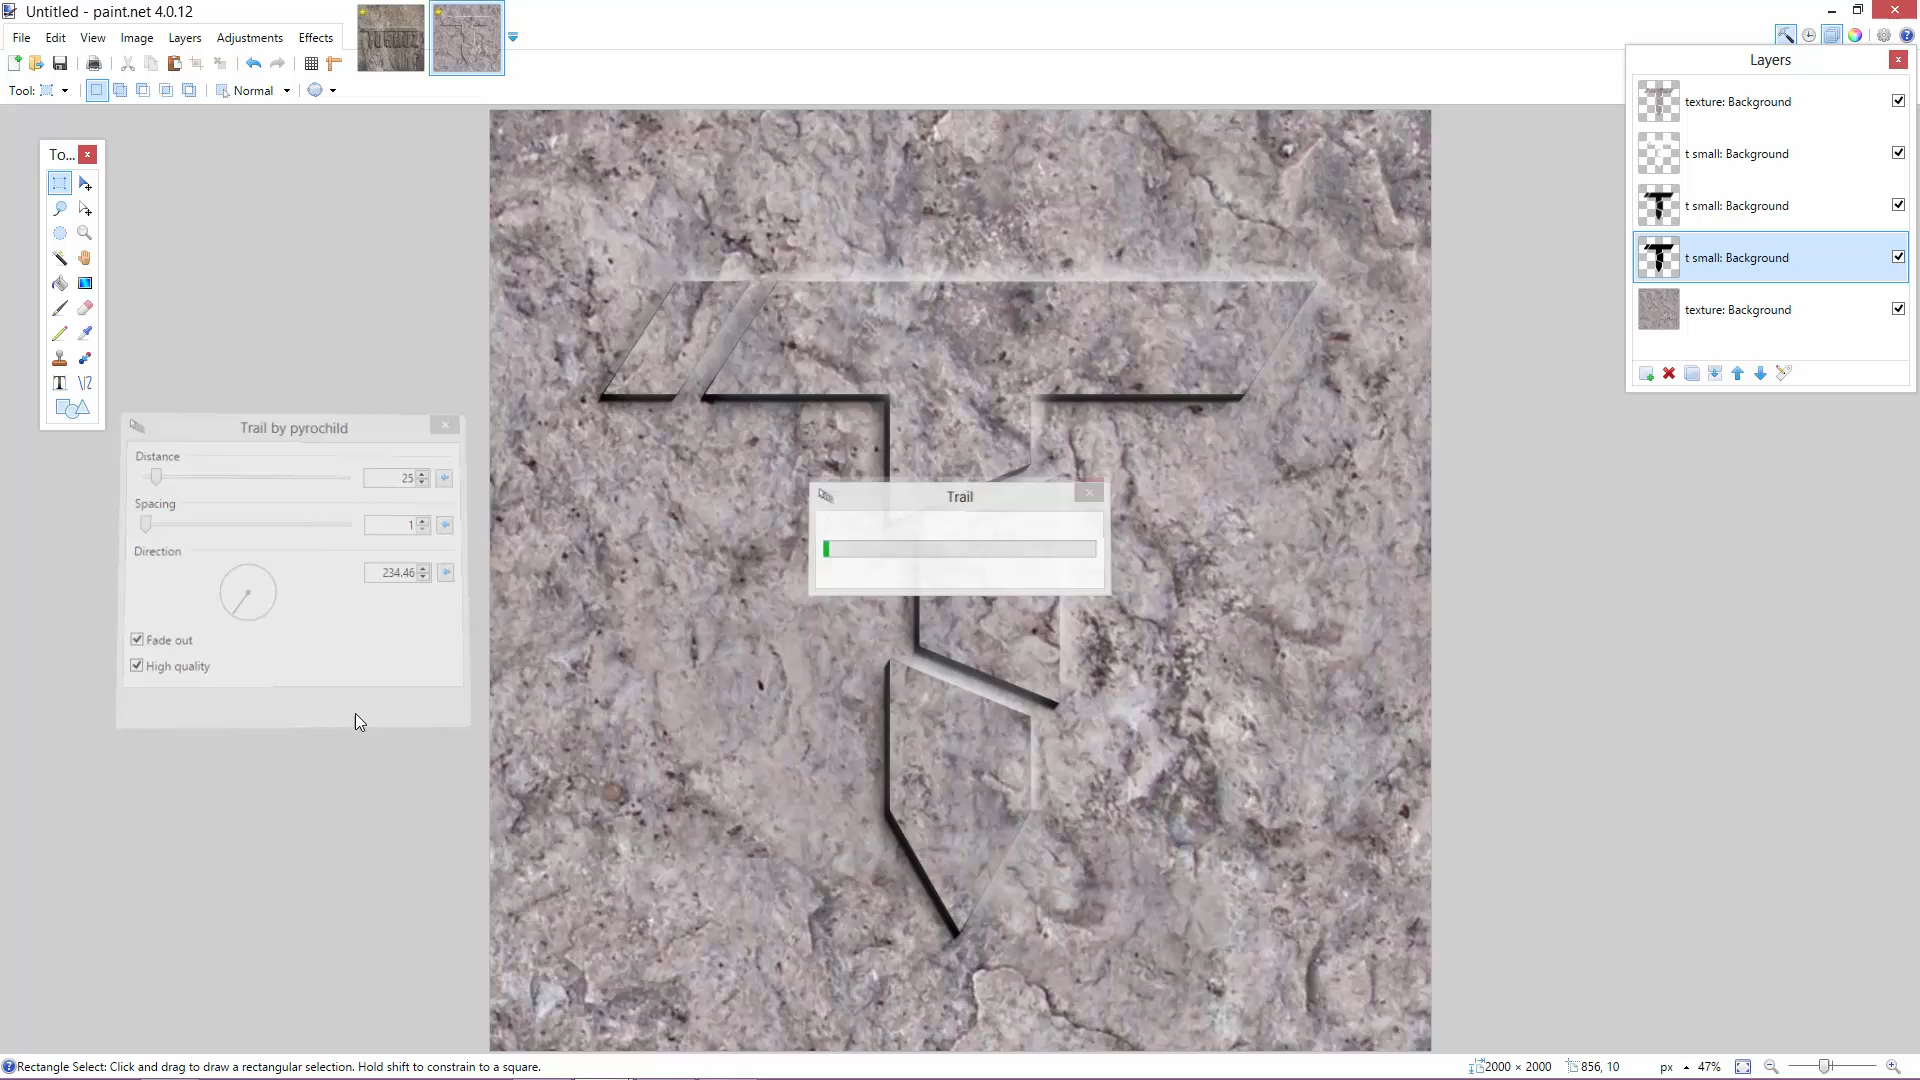 Untitled - paint.net 4.0.12
File Edit View Image Layers Adjustments Effects
Tool: Normal
To...
Layers
texture: Background
t small: Background
t small: Background
t small: Background
texture: Background
Trail by pyrochild
Distance
25
Spacing
1
Direction
234.46
Fade out
High quality
Trail
Rectangle Select: Click and drag to draw a rectangular selection. Hold shift to constrain to a square.
2000 × 2000 856, 10 px 47%